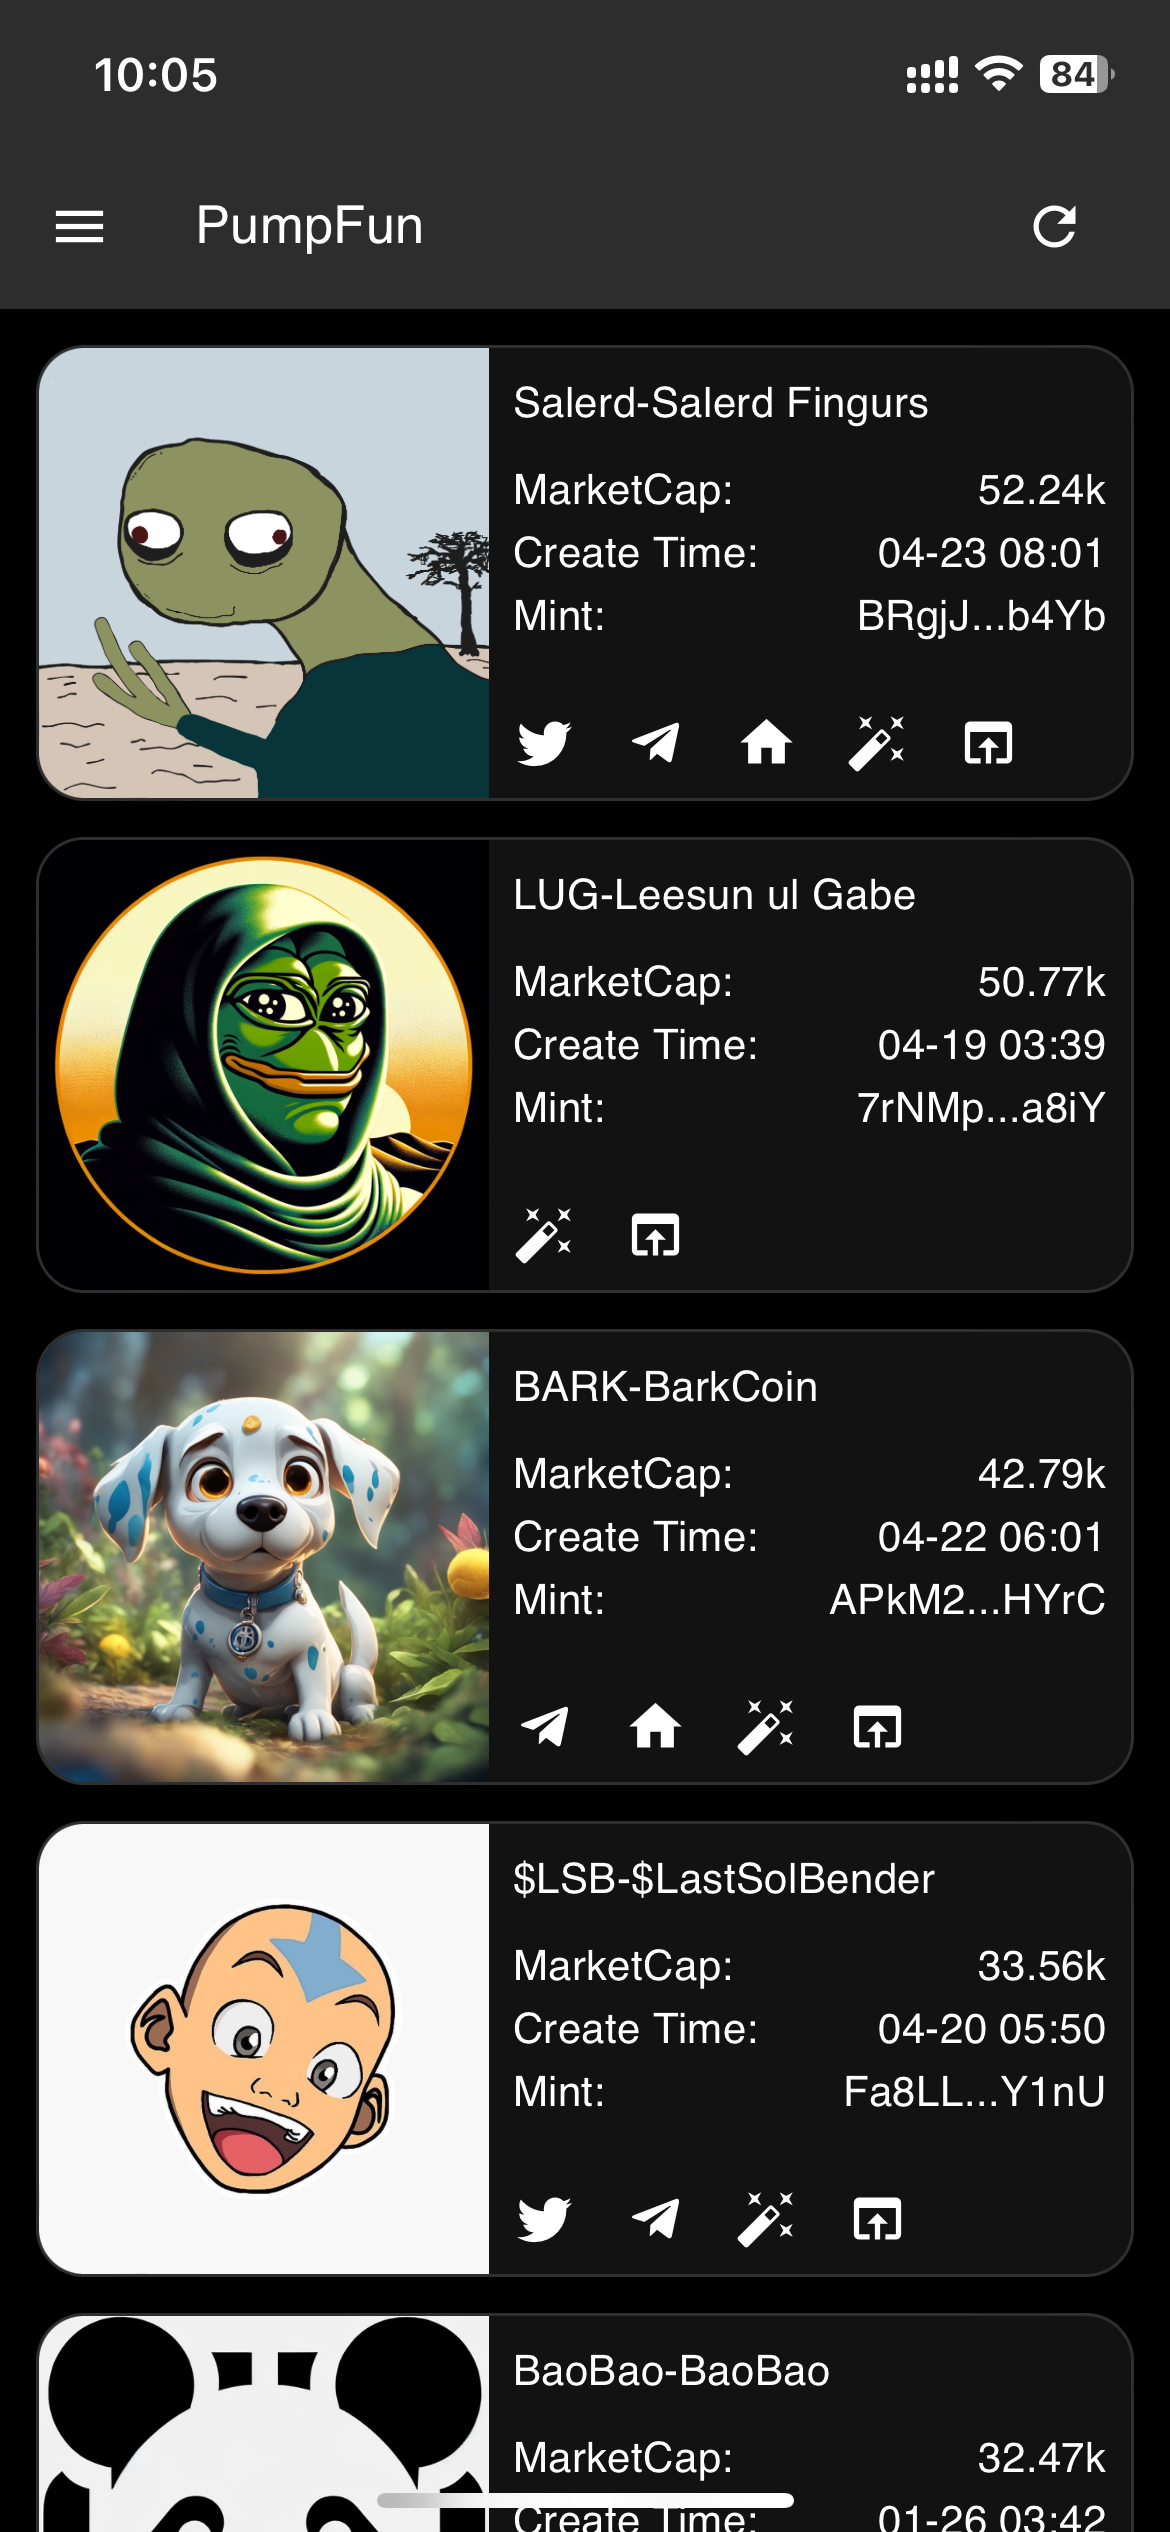 10:05
84
PumpFun
Salerd-Salerd Fingurs
MarketCap: 52.24k
Create Time: 04-23 08:01
Mint: BRgjJ...b4Yb
LUG-Leesun ul Gabe
MarketCap: 50.77k
Create Time: 04-19 03:39
Mint: 7rNMp...a8iY
BARK-BarkCoin
MarketCap: 42.79k
Create Time: 04-22 06:01
Mint: APkM2...HYrC
$LSB-$LastSolBender
MarketCap: 33.56k
Create Time: 04-20 05:50
Mint: Fa8LL...Y1nU
BaoBao-BaoBao
MarketCap: 32.47k
Create Time: 01-26 03:42